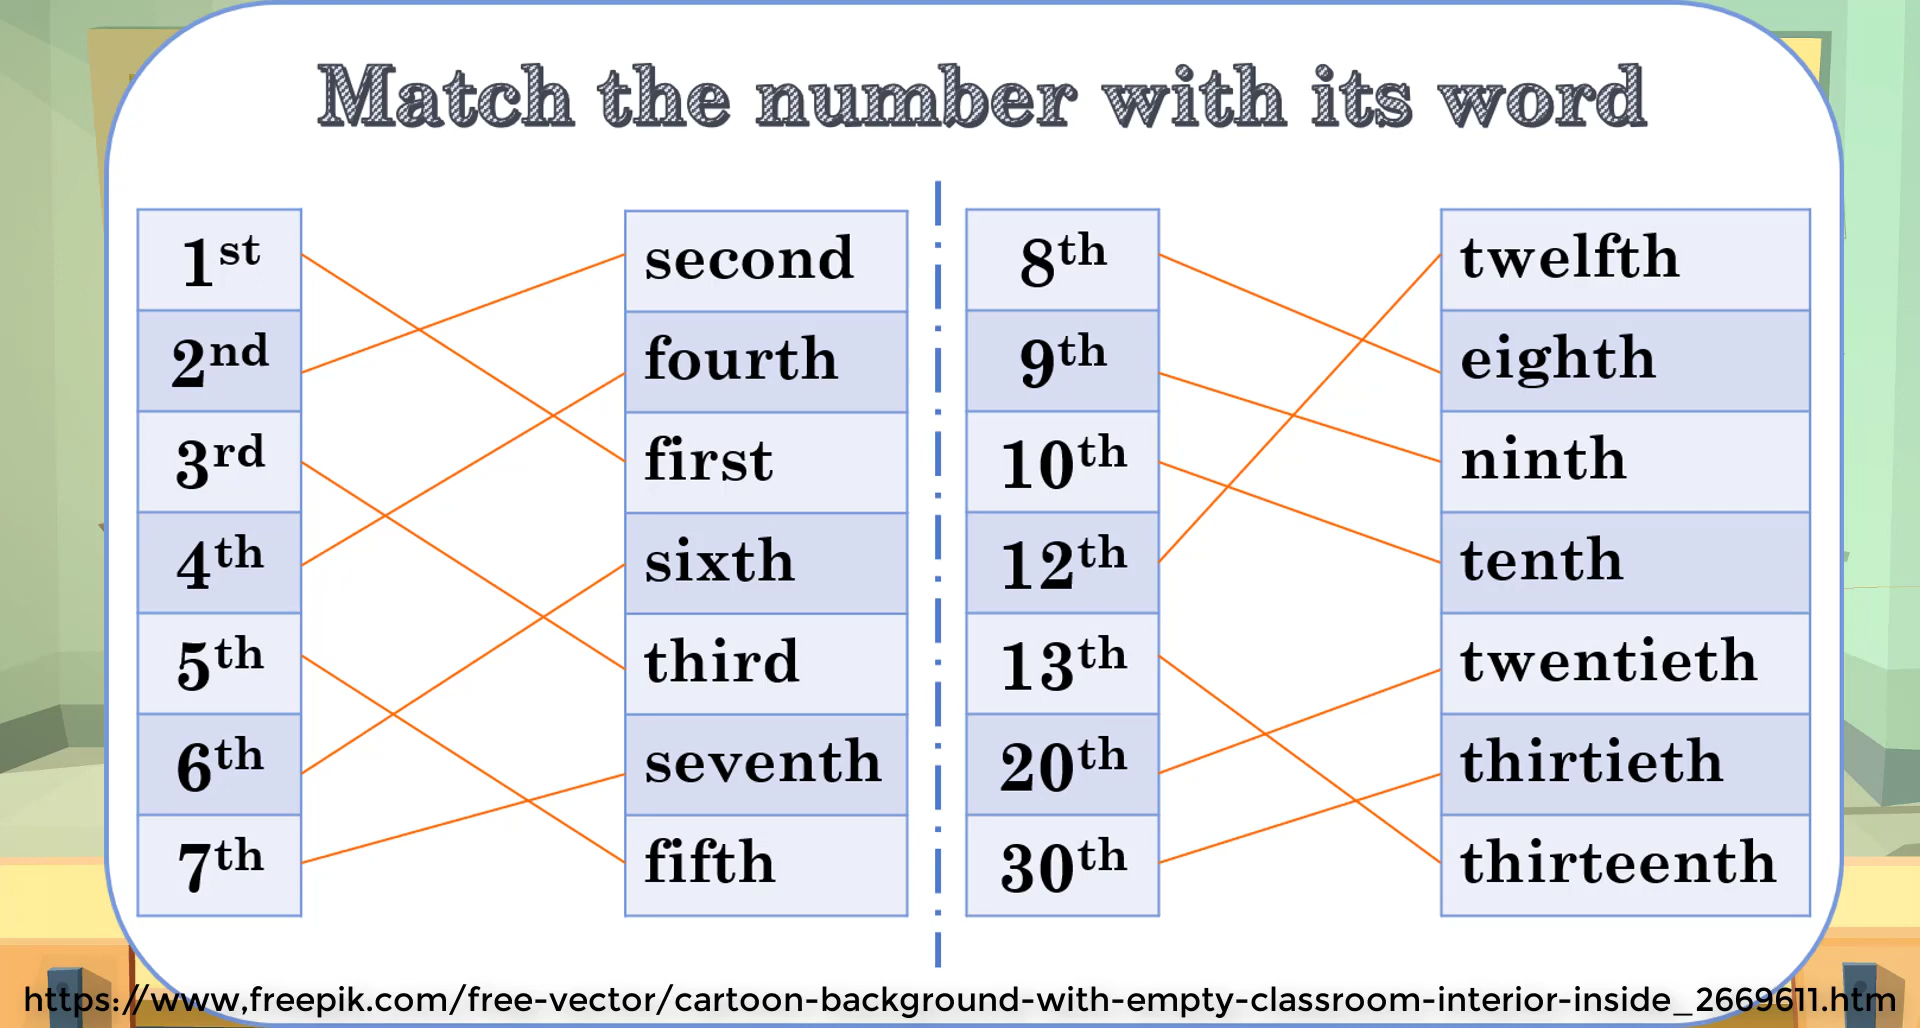 Match the number with its word
1st second
2nd fourth
3rd first
4th sixth
5th third
6th seventh
7th fifth
8th twelfth
9th eighth
10th ninth
12th tenth
13th twentieth
20th thirtieth
30th thirteenth
https://www,freepik.com/free-vector/cartoon-background-with-empty-classroom-interior-inside_2669611.htm